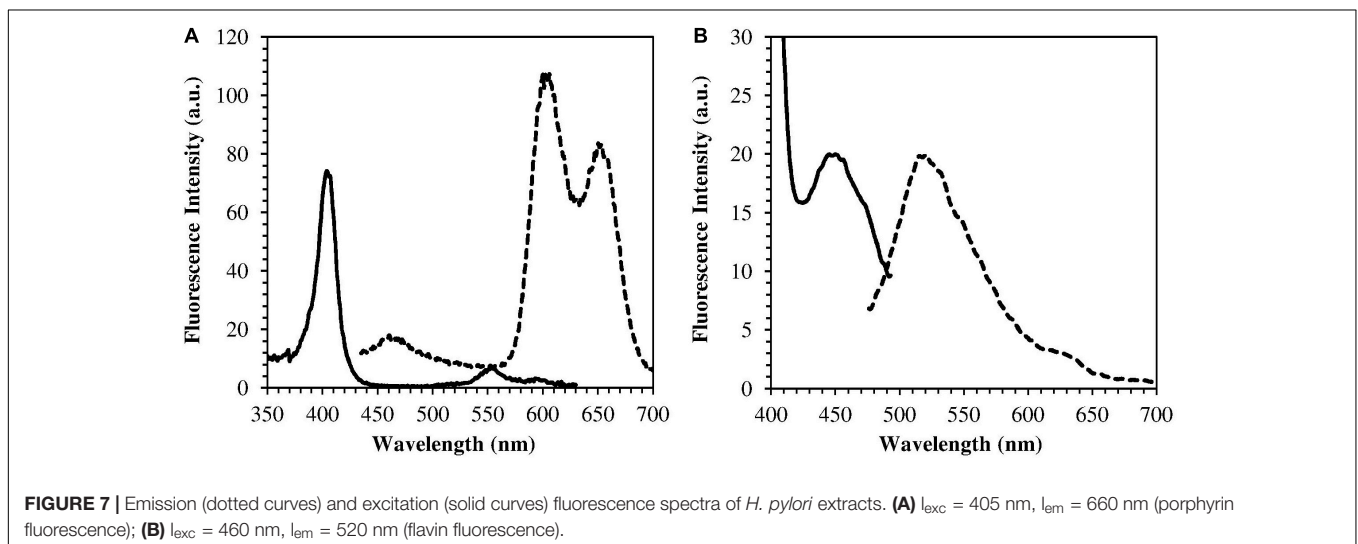 A
120
100
80
60
40
20
0
Fluorescence Intensity (a.u.)
350 400 450 500 550 600 650 700
Wavelength (nm)
B
30
25
20
15
10
5
0
Fluorescence Intensity (a.u.)
400 450 500 550 600 650 700
Wavelength (nm)
FIGURE 7 | Emission (dotted curves) and excitation (solid curves) fluorescence spectra of H. pylori extracts. (A) lexc = 405 nm, lem = 660 nm (porphyrin
fluorescence); (B) lexc = 460 nm, lem = 520 nm (flavin fluorescence).